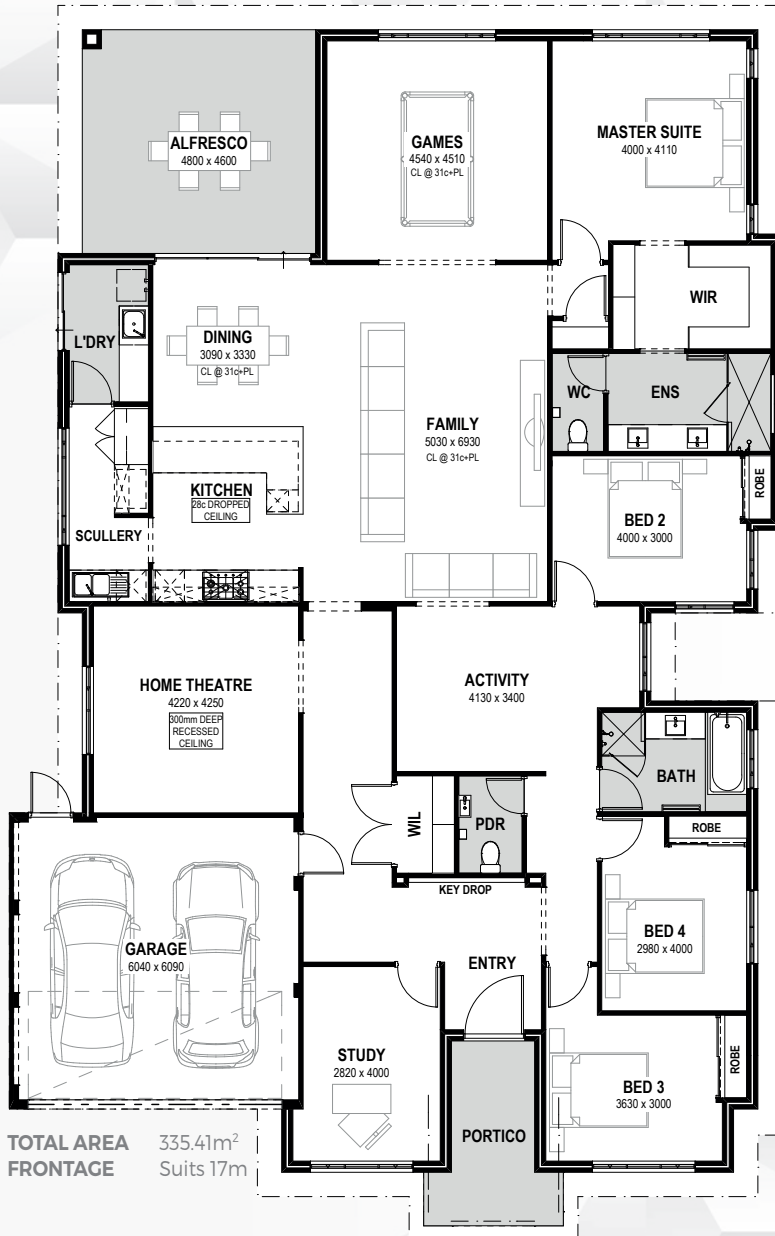 ALFRESCO
4800 x 4600
GAMES
4540 x 4510
CL @ 31c+PL
MASTER SUITE
4000 x 4110
L'DRY
DINING
3090 x 3330
CL @ 31c+PL
WIR
WC
ENS
FAMILY
5030 x 6930
CL @ 31c+PL
KITCHEN
28c DROPPED
CEILING
SCULLERY
BED 2
4000 x 3000
ROBE
HOME THEATRE
4220 x 4250
300mm DEEP
RECESSED
CEILING
ACTIVITY
4130 x 3400
BATH
WIL
PDR
ROBE
KEY DROP
BED 4
2980 x 4000
GARAGE
6040 x 6090
ENTRY
STUDY
2820 x 4000
BED 3
3630 x 3000
ROBE
PORTICO
TOTAL AREA 335.41m²
FRONTAGE Suits 17m